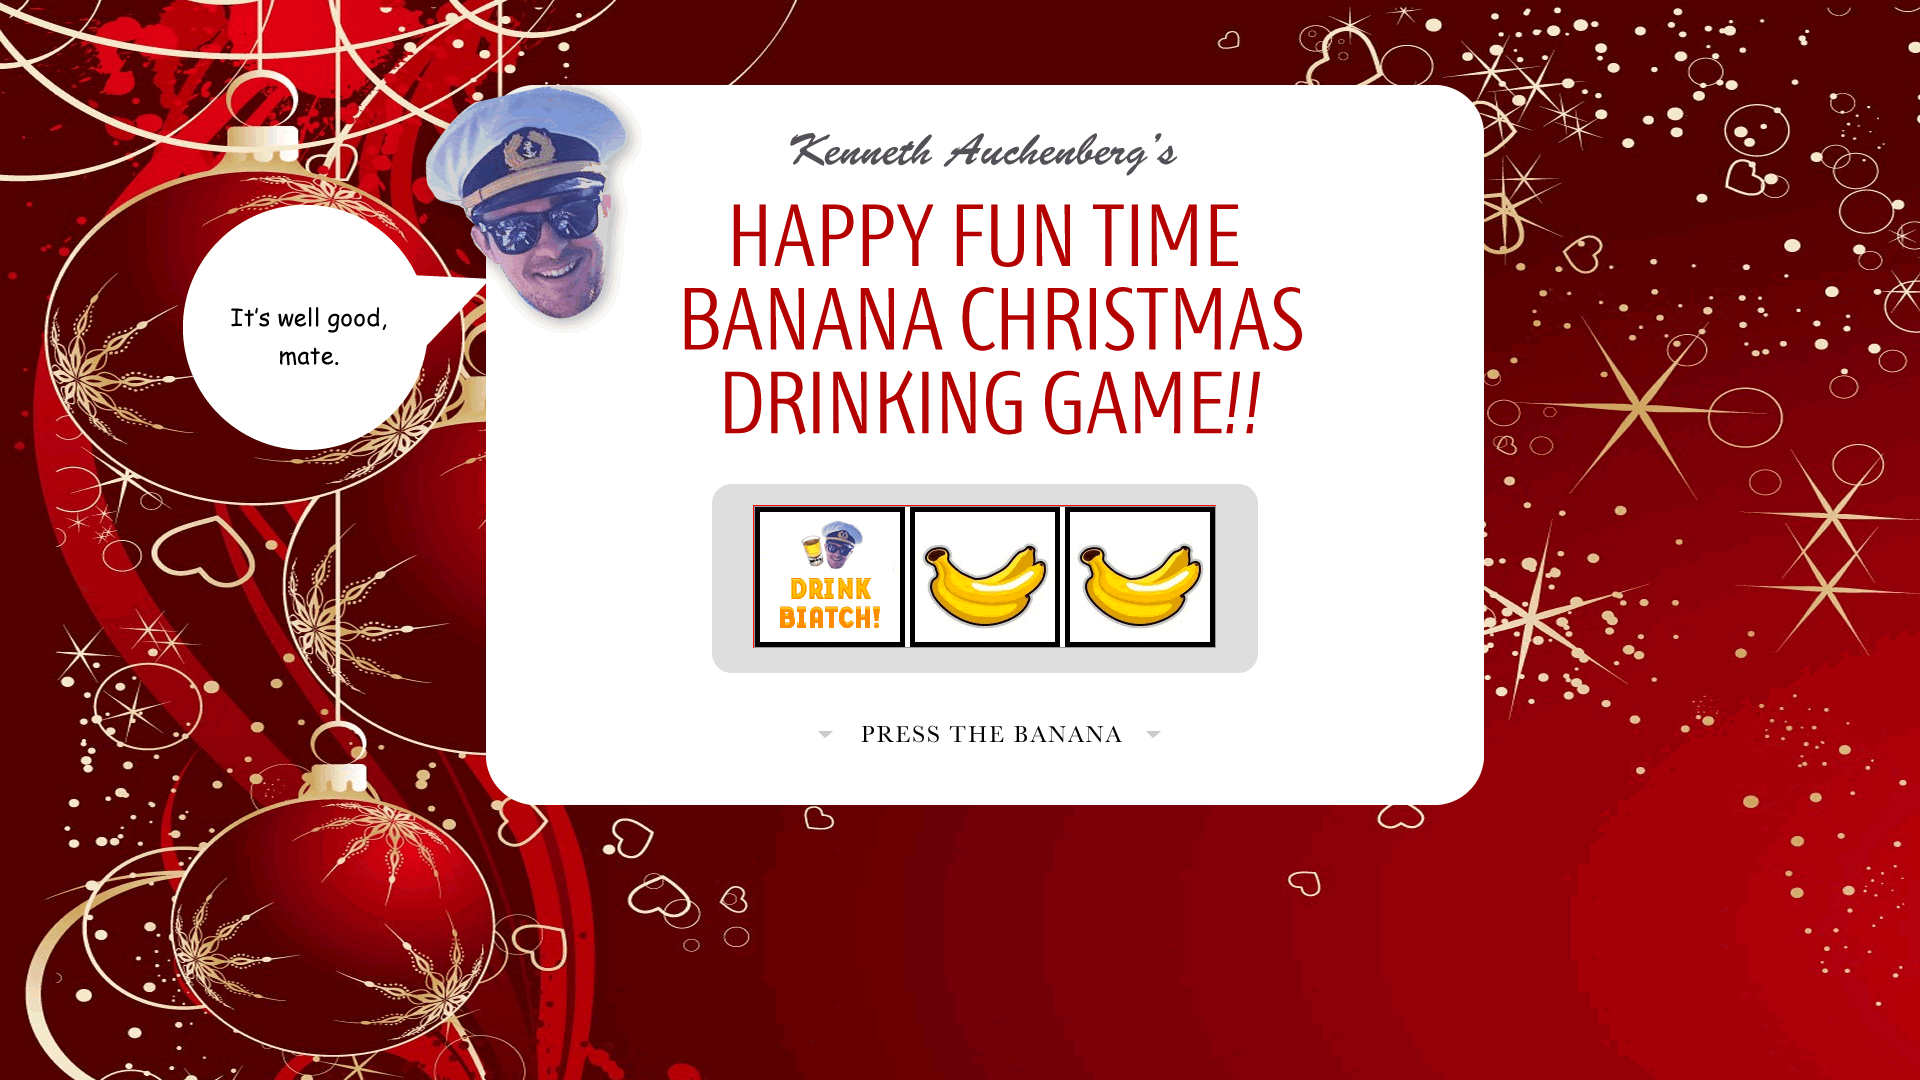 Kenneth Auchenberg's
HAPPY FUN TIME
BANANA CHRISTMAS
DRINKING GAME!!
It's well good,
mate.
DRINK
BIATCH!
PRESS THE BANANA